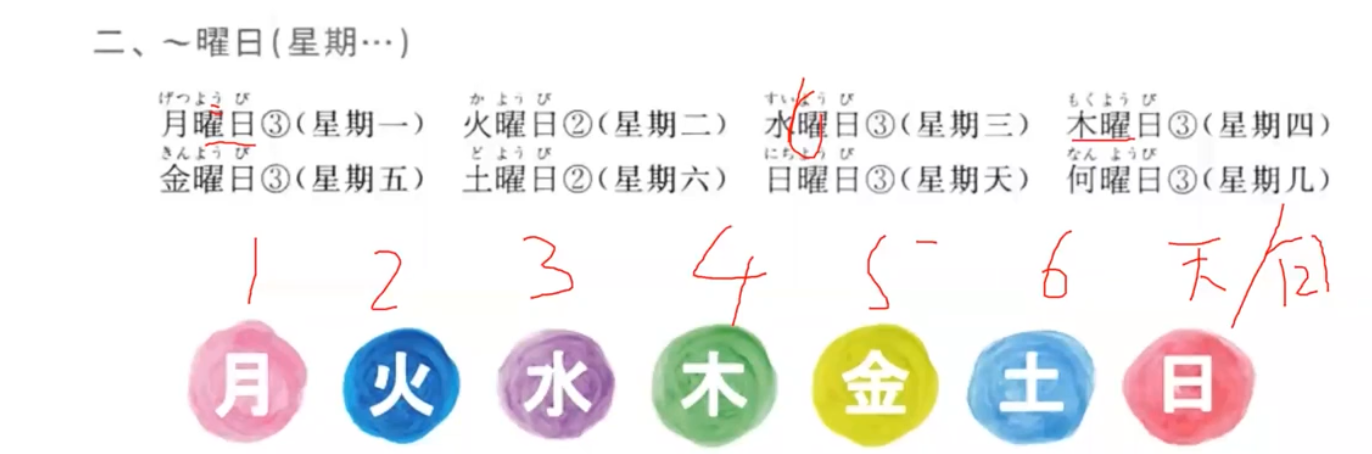 二、~曜日(星期…)
げつよう び か よう び すいよう び もくよう び
月曜日③(星期一) 火曜日②(星期二) 水曜日③(星期三) 木曜日③(星期四)
きんよう び ど よう び にちよう び なん ようび
金曜日③(星期五) 土曜日②(星期六) 日曜日③(星期天) 何曜日③(星期几)
1 2 3 4 5 6 天/日
月 火 水 木 金 土 日